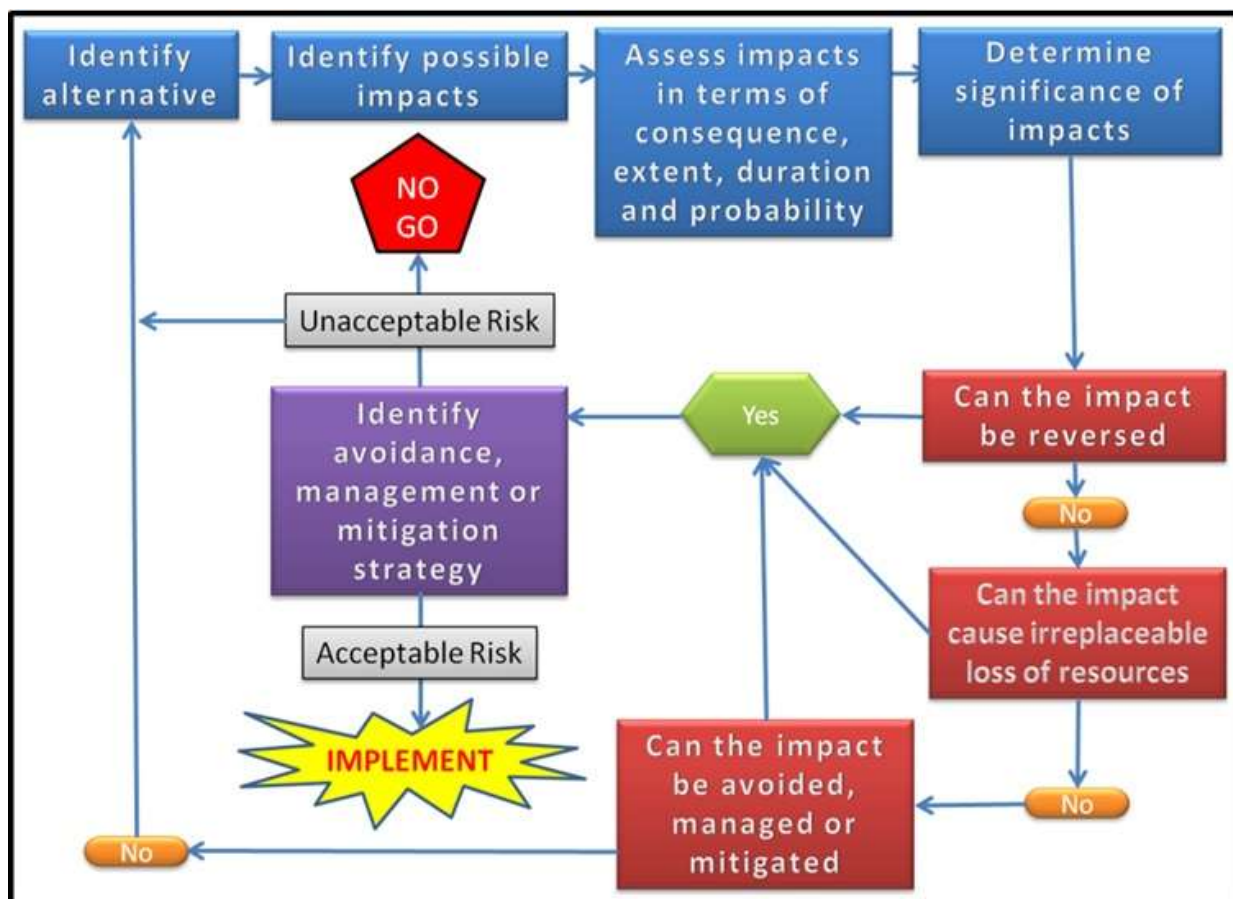 Identify
alternative
Identify possible
impacts
Assess impacts
in terms of
consequence,
extent, duration
and probability
Determine
significance of
impacts
NO
GO
Unacceptable Risk
Identify
avoidance,
management or
mitigation
strategy
Yes
Can the impact
be reversed
No
Can the impact
cause irreplaceable
loss of resources
Acceptable Risk
IMPLEMENT
Can the impact
be avoided,
managed or
mitigated
No
No